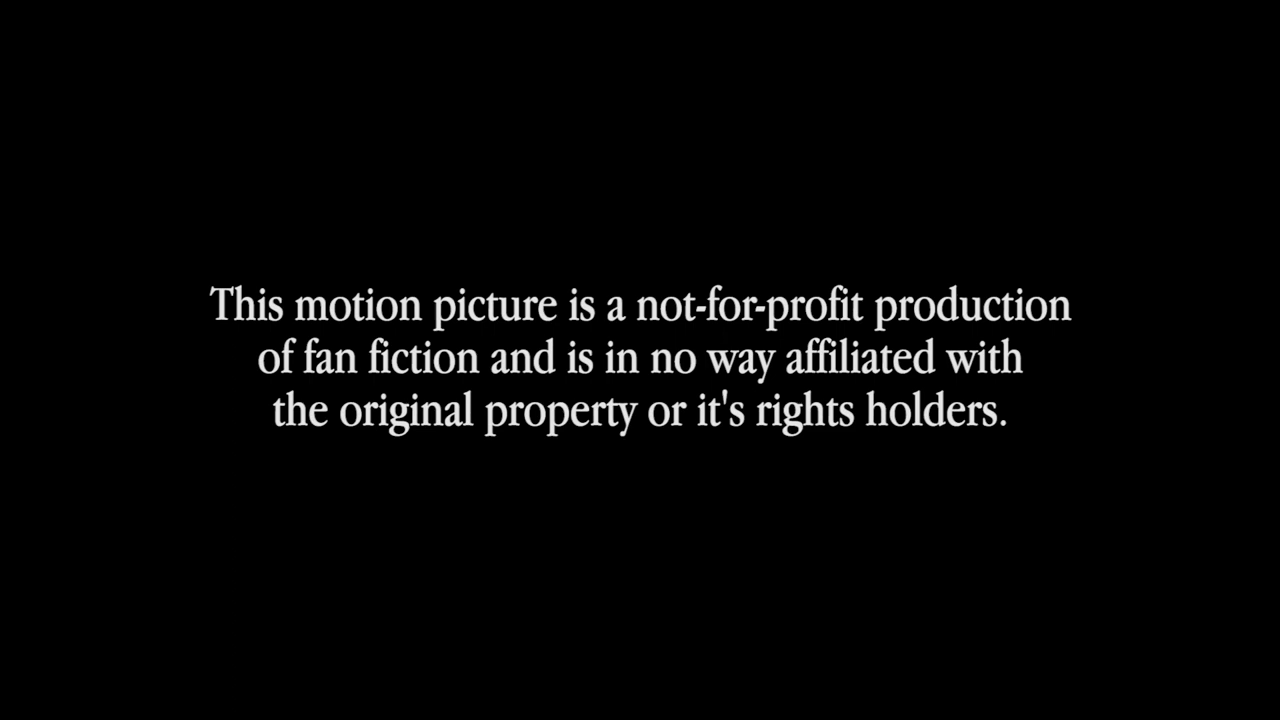 This motion picture is a not-for-profit production
of fan fiction and is in no way affiliated with
the original property or it's rights holders.